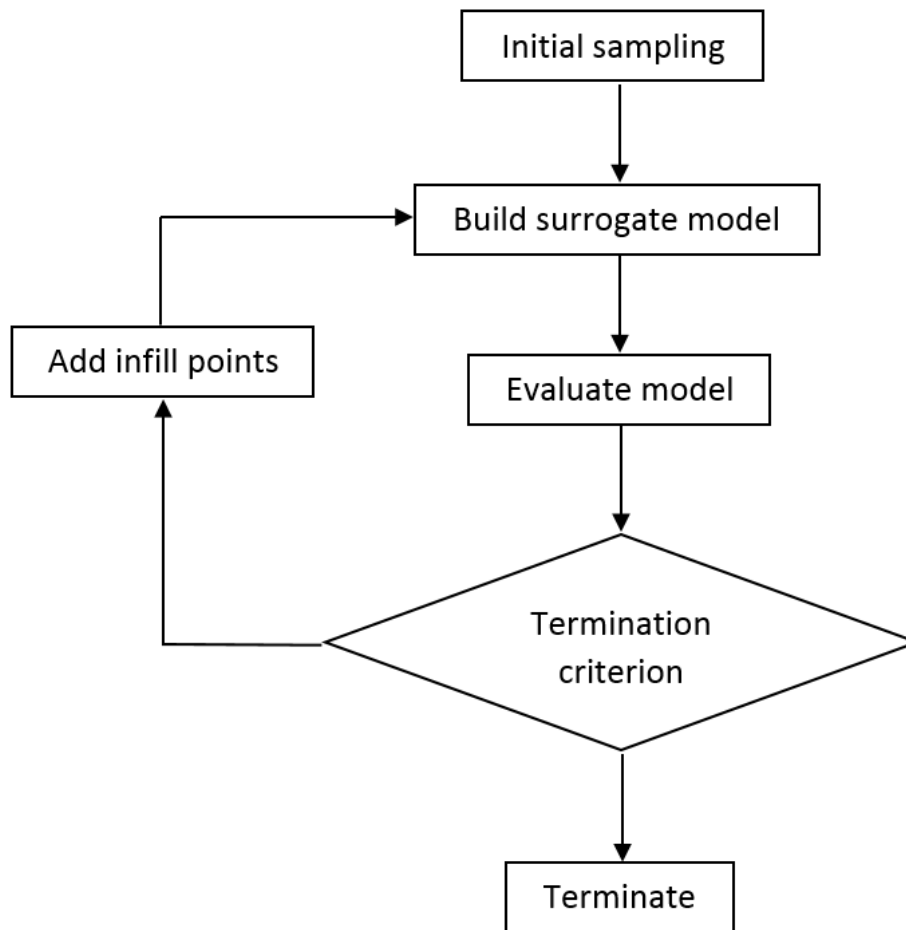 Initial sampling
Build surrogate model
Add infill points
Evaluate model
Termination
criterion
Terminate